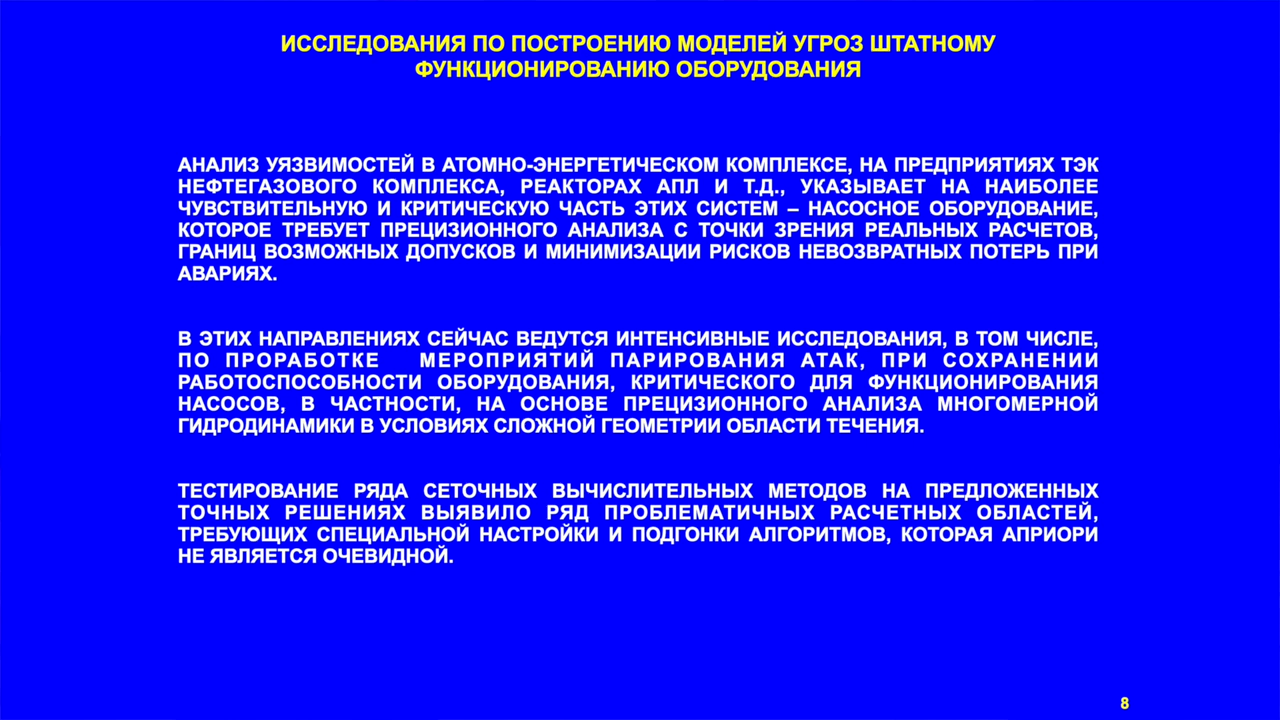 ИССЛЕДОВАНИЯ ПО ПОСТРОЕНИЮ МОДЕЛЕЙ УГРОЗ ШТАТНОМУ
ФУНКЦИОНИРОВАНИЮ ОБОРУДОВАНИЯ
АНАЛИЗ УЯЗВИМОСТЕЙ В АТОМНО-ЭНЕРГЕТИЧЕСКОМ КОМПЛЕКСЕ, НА ПРЕДПРИЯТИЯХ ТЭК
НЕФТЕГАЗОВОГО КОМПЛЕКСА, РЕАКТОРАХ АПЛ И Т.Д., УКАЗЫВАЕТ НА НАИБОЛЕЕ
ЧУВСТВИТЕЛЬНУЮ И КРИТИЧЕСКУЮ ЧАСТЬ ЭТИХ СИСТЕМ – НАСОСНОЕ ОБОРУДОВАНИЕ,
КОТОРОЕ ТРЕБУЕТ ПРЕЦИЗИОННОГО АНАЛИЗА С ТОЧКИ ЗРЕНИЯ РЕАЛЬНЫХ РАСЧЕТОВ,
ГРАНИЦ ВОЗМОЖНЫХ ДОПУСКОВ И МИНИМИЗАЦИИ РИСКОВ НЕВОЗВРАТНЫХ ПОТЕРЬ ПРИ
АВАРИЯХ.
В ЭТИХ НАПРАВЛЕНИЯХ СЕЙЧАС ВЕДУТСЯ ИНТЕНСИВНЫЕ ИССЛЕДОВАНИЯ, В ТОМ ЧИСЛЕ,
ПО ПРОРАБОТКЕ МЕРОПРИЯТИЙ ПАРИРОВАНИЯ АТАК, ПРИ СОХРАНЕНИИ
РАБОТОСПОСОБНОСТИ ОБОРУДОВАНИЯ, КРИТИЧЕСКОГО ДЛЯ ФУНКЦИОНИРОВАНИЯ
НАСОСОВ, В ЧАСТНОСТИ, НА ОСНОВЕ ПРЕЦИЗИОННОГО АНАЛИЗА МНОГОМЕРНОЙ
ГИДРОДИНАМИКИ В УСЛОВИЯХ СЛОЖНОЙ ГЕОМЕТРИИ ОБЛАСТИ ТЕЧЕНИЯ.
ТЕСТИРОВАНИЕ РЯДА СЕТОЧНЫХ ВЫЧИСЛИТЕЛЬНЫХ МЕТОДОВ НА ПРЕДЛОЖЕННЫХ
ТОЧНЫХ РЕШЕНИЯХ ВЫЯВИЛО РЯД ПРОБЛЕМАТИЧНЫХ РАСЧЕТНЫХ ОБЛАСТЕЙ,
ТРЕБУЮЩИХ СПЕЦИАЛЬНОЙ НАСТРОЙКИ И ПОДГОНКИ АЛГОРИТМОВ, КОТОРАЯ АПРИОРИ
НЕ ЯВЛЯЕТСЯ ОЧЕВИДНОЙ.
8